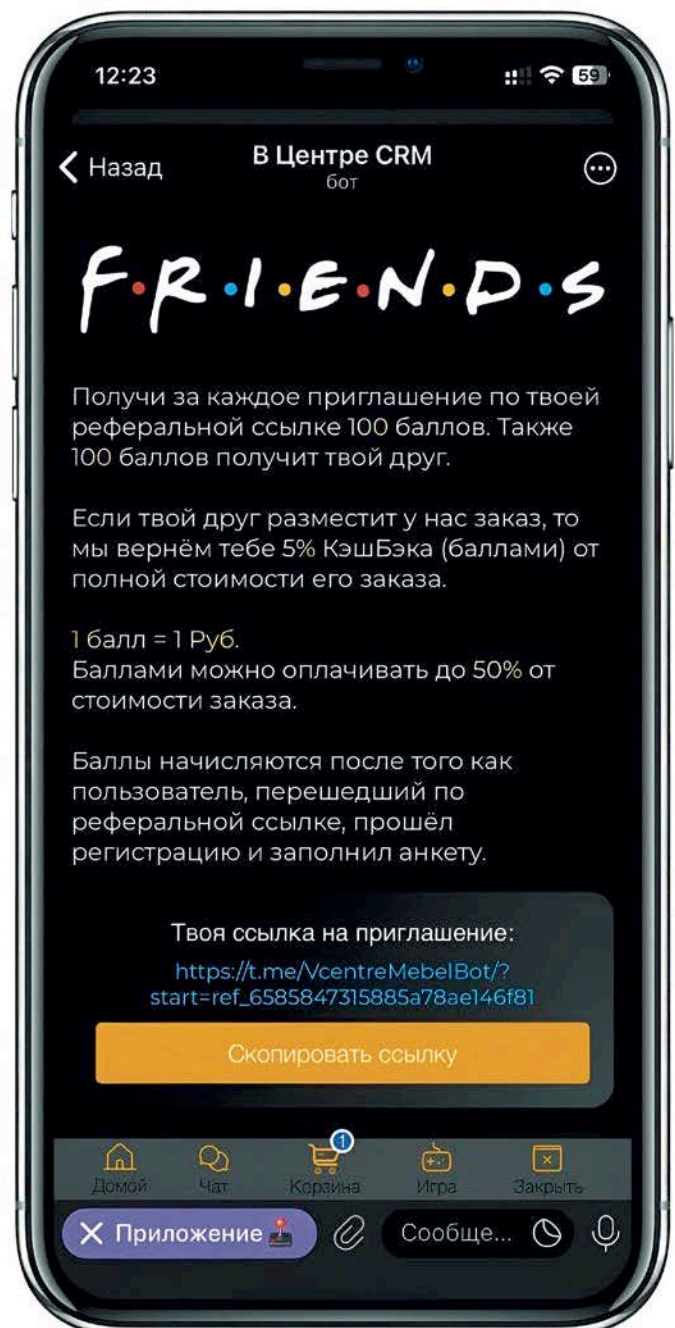 12:23
59
Назад
В Центре CRM
бот
F·R·I·E·N·D·S
Получи за каждое приглашение по твоей
реферальной ссылке 100 баллов. Также
100 баллов получит твой друг.
Если твой друг разместит у нас заказ, то
мы вернём тебе 5% КэшБэка (баллами) от
полной стоимости его заказа.
1 балл = 1 Руб.
Баллами можно оплачивать до 50% от
стоимости заказа.
Баллы начисляются после того как
пользователь, перешедший по
реферальной ссылке, прошёл
регистрацию и заполнил анкету.
Твоя ссылка на приглашение:
https://t.me/VcentreMebelBot/?
start=ref_6585847315885a78ae146f81
Скопировать ссылку
1
Домой Чат Корзина Игра Закрыть
Приложение Сообще...